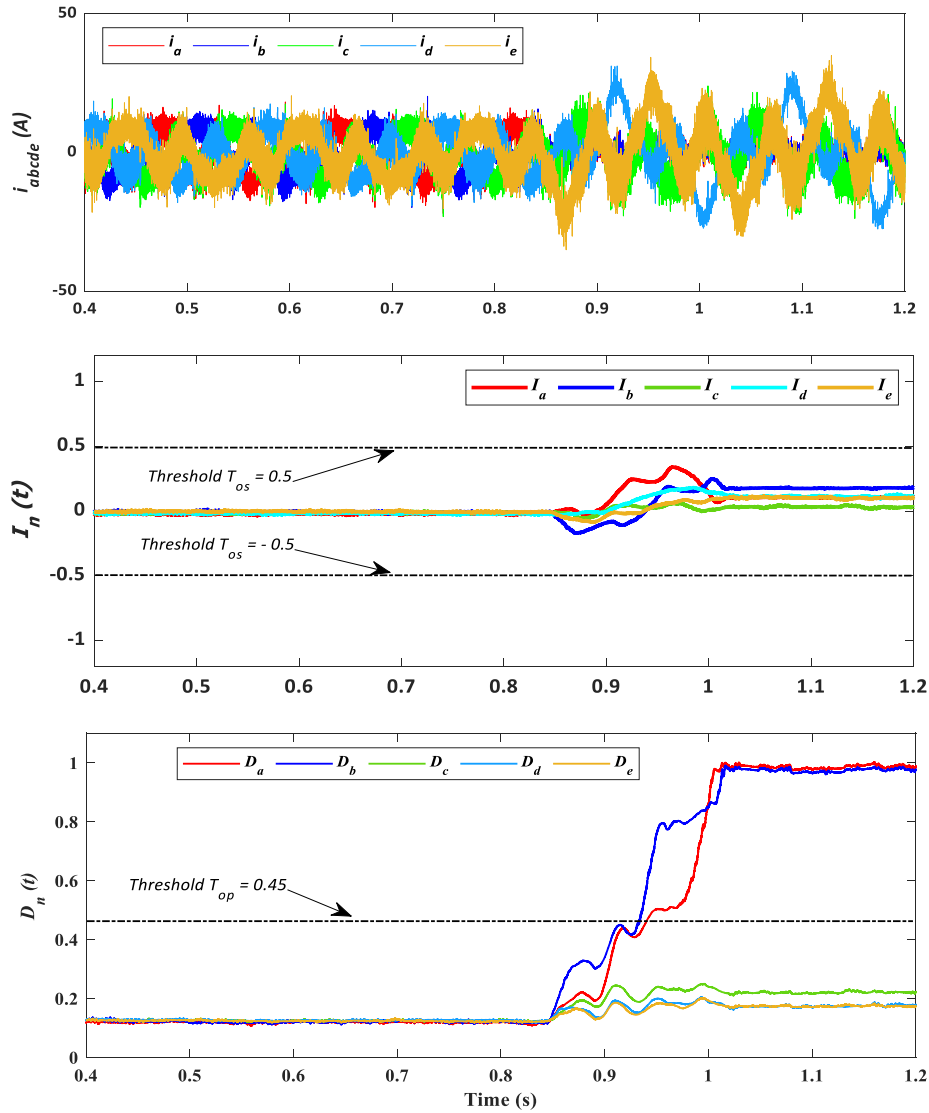 50
i_a i_b i_c i_d i_e
i_abcde (A)
0
-50
0.4 0.5 0.6 0.7 0.8 0.9 1 1.1 1.2
1
I_a I_b I_c I_d I_e
0.5
Threshold T_os = 0.5
I_n(t)
0
Threshold T_os = - 0.5
-0.5
-1
0.4 0.5 0.6 0.7 0.8 0.9 1 1.1 1.2
1
D_a D_b D_c D_d D_e
0.8
0.6
Threshold T_op = 0.45
D_n (t)
0.4
0.2
0
0.4 0.5 0.6 0.7 0.8 0.9 1 1.1 1.2
Time (s)